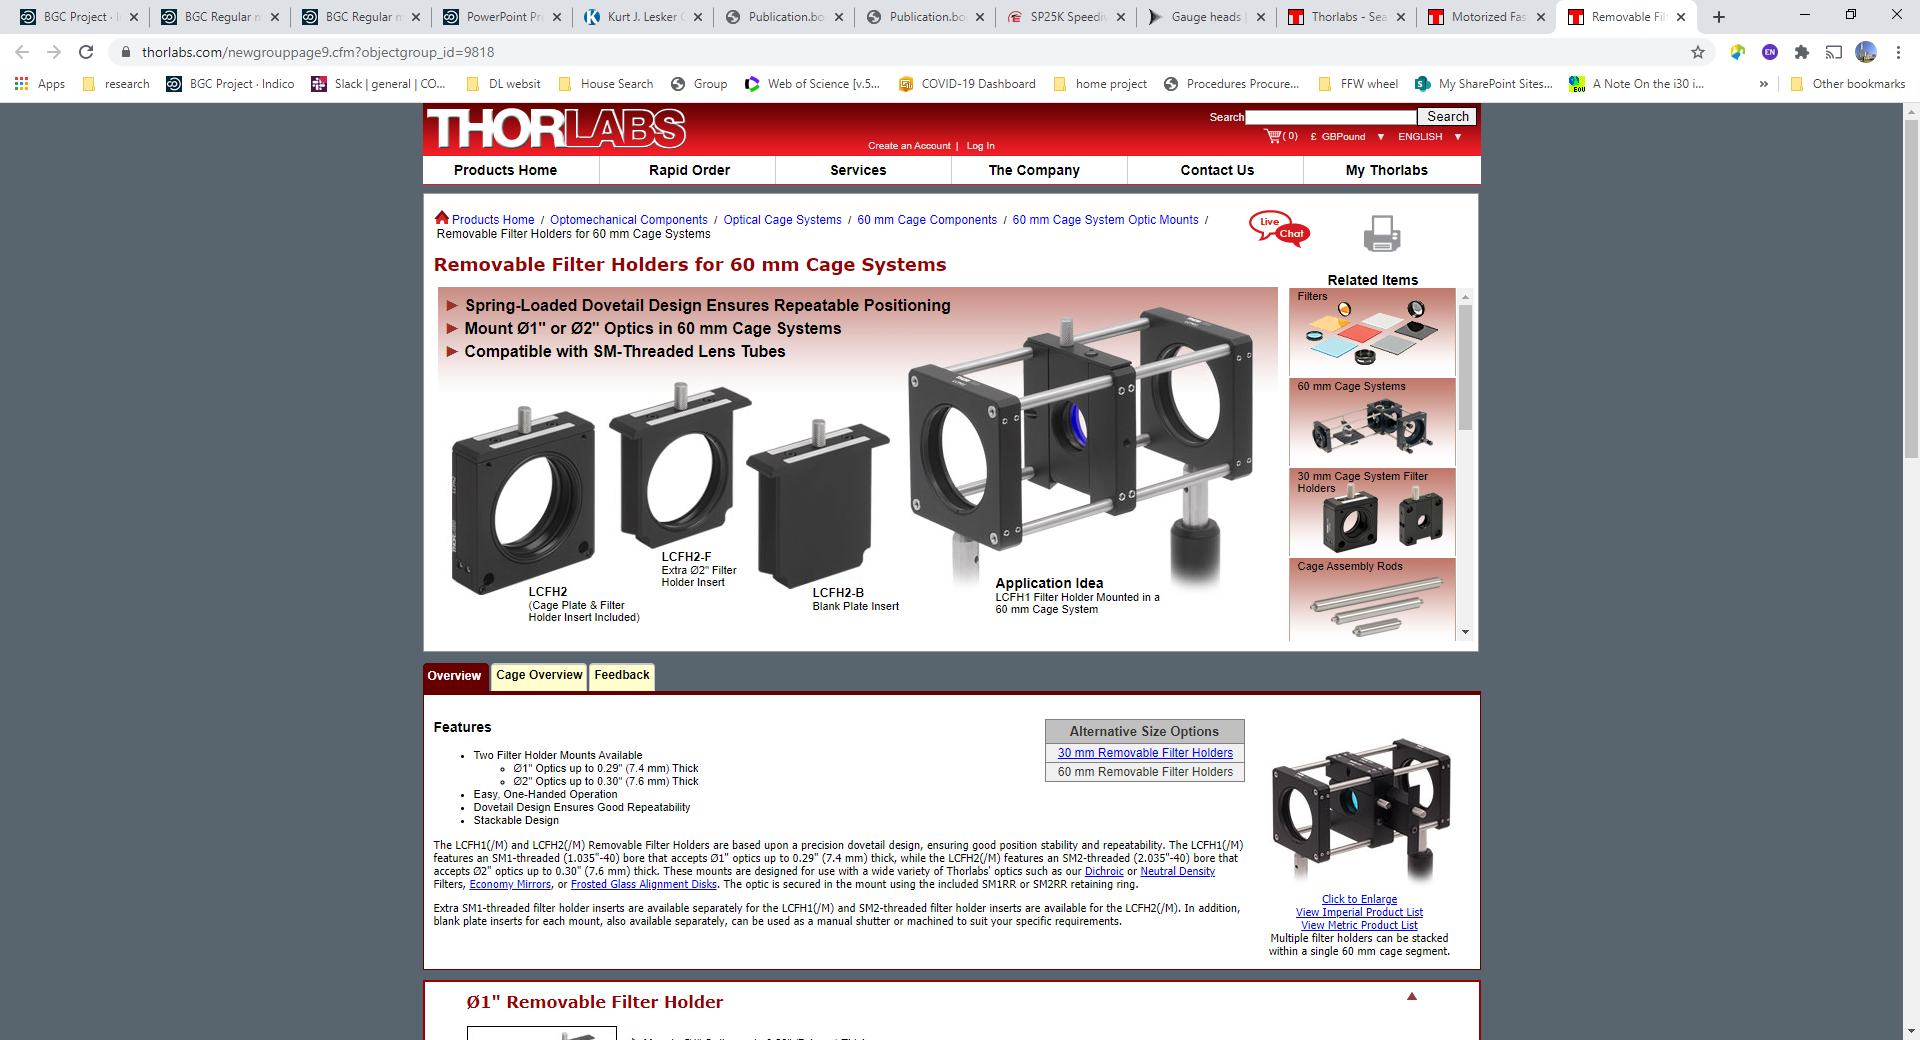 BGC Project · I
BGC Regular m
BGC Regular m
PowerPoint Pr
Kurt J. Lesker C
Publication.bo
Publication.bo
SP25K Speediv
Gauge heads |
Thorlabs - Sea
Motorized Fas
Removable Filt
thorlabs.com/newgrouppage9.cfm?objectgroup_id=9818
EN
Apps
research
BGC Project · Indico
Slack | general | CO...
DL websit
House Search
Group
Web of Science [v.5...
COVID-19 Dashboard
home project
Procedures Procure...
FFW wheel
My SharePoint Sites...
A Note On the i30 i...
»
Other bookmarks
THORLABS
Search
Search
Create an Account | Log In
( 0) £ GBPound ▼ ENGLISH ▼
Products Home
Rapid Order
Services
The Company
Contact Us
My Thorlabs
Products Home / Optomechanical Components / Optical Cage Systems / 60 mm Cage Components / 60 mm Cage System Optic Mounts /
Removable Filter Holders for 60 mm Cage Systems
Live
Chat
Removable Filter Holders for 60 mm Cage Systems
Spring-Loaded Dovetail Design Ensures Repeatable Positioning
Mount Ø1" or Ø2" Optics in 60 mm Cage Systems
Compatible with SM-Threaded Lens Tubes
LCFH2
(Cage Plate & Filter
Holder Insert Included)
LCFH2-F
Extra Ø2" Filter
Holder Insert
LCFH2-B
Blank Plate Insert
Application Idea
LCFH1 Filter Holder Mounted in a
60 mm Cage System
Related Items
Filters
60 mm Cage Systems
30 mm Cage System Filter
Holders
Cage Assembly Rods
Overview
Cage Overview
Feedback
Features
• Two Filter Holder Mounts Available
Ø1" Optics up to 0.29" (7.4 mm) Thick
Ø2" Optics up to 0.30" (7.6 mm) Thick
• Easy, One-Handed Operation
• Dovetail Design Ensures Good Repeatability
• Stackable Design
Alternative Size Options
30 mm Removable Filter Holders
60 mm Removable Filter Holders
The LCFH1(/M) and LCFH2(/M) Removable Filter Holders are based upon a precision dovetail design, ensuring good position stability and repeatability. The LCFH1(/M)
features an SM1-threaded (1.035"-40) bore that accepts Ø1" optics up to 0.29" (7.4 mm) thick, while the LCFH2(/M) features an SM2-threaded (2.035"-40) bore that
accepts Ø2" optics up to 0.30" (7.6 mm) thick. These mounts are designed for use with a wide variety of Thorlabs' optics such as our Dichroic or Neutral Density
Filters, Economy Mirrors, or Frosted Glass Alignment Disks. The optic is secured in the mount using the included SM1RR or SM2RR retaining ring.
Extra SM1-threaded filter holder inserts are available separately for the LCFH1(/M) and SM2-threaded filter holder inserts are available for the LCFH2(/M). In addition,
blank plate inserts for each mount, also available separately, can be used as a manual shutter or machined to suit your specific requirements.
Click to Enlarge
View Imperial Product List
View Metric Product List
Multiple filter holders can be stacked
within a single 60 mm cage segment.
Ø1" Removable Filter Holder